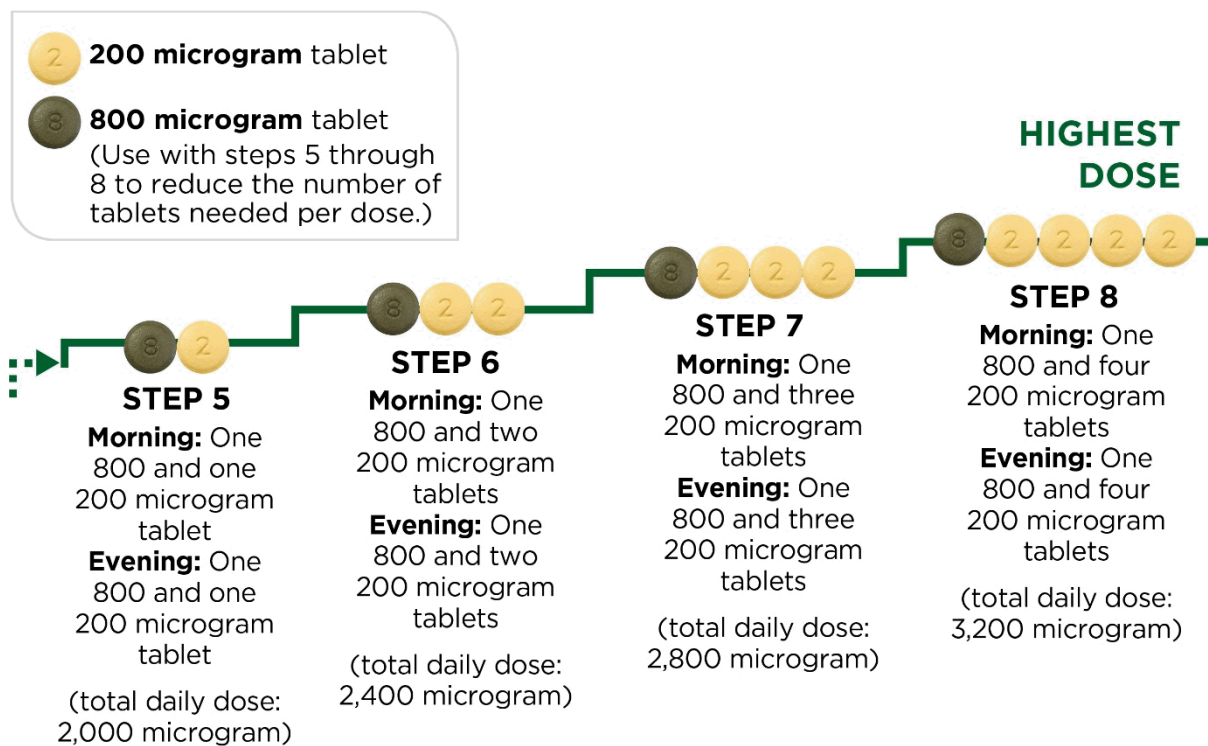 2 200 microgram tablet
8 800 microgram tablet
(Use with steps 5 through
8 to reduce the number of
tablets needed per dose.)
HIGHEST
DOSE
8 2
STEP 5
Morning: One
800 and one
200 microgram
tablet
Evening: One
800 and one
200 microgram
tablet
(total daily dose:
2,000 microgram)
8 2 2
STEP 6
Morning: One
800 and two
200 microgram
tablets
Evening: One
800 and two
200 microgram
tablets
(total daily dose:
2,400 microgram)
8 2 2 2
STEP 7
Morning: One
800 and three
200 microgram
tablets
Evening: One
800 and three
200 microgram
tablets
(total daily dose:
2,800 microgram)
8 2 2 2 2
STEP 8
Morning: One
800 and four
200 microgram
tablets
Evening: One
800 and four
200 microgram
tablets
(total daily dose:
3,200 microgram)